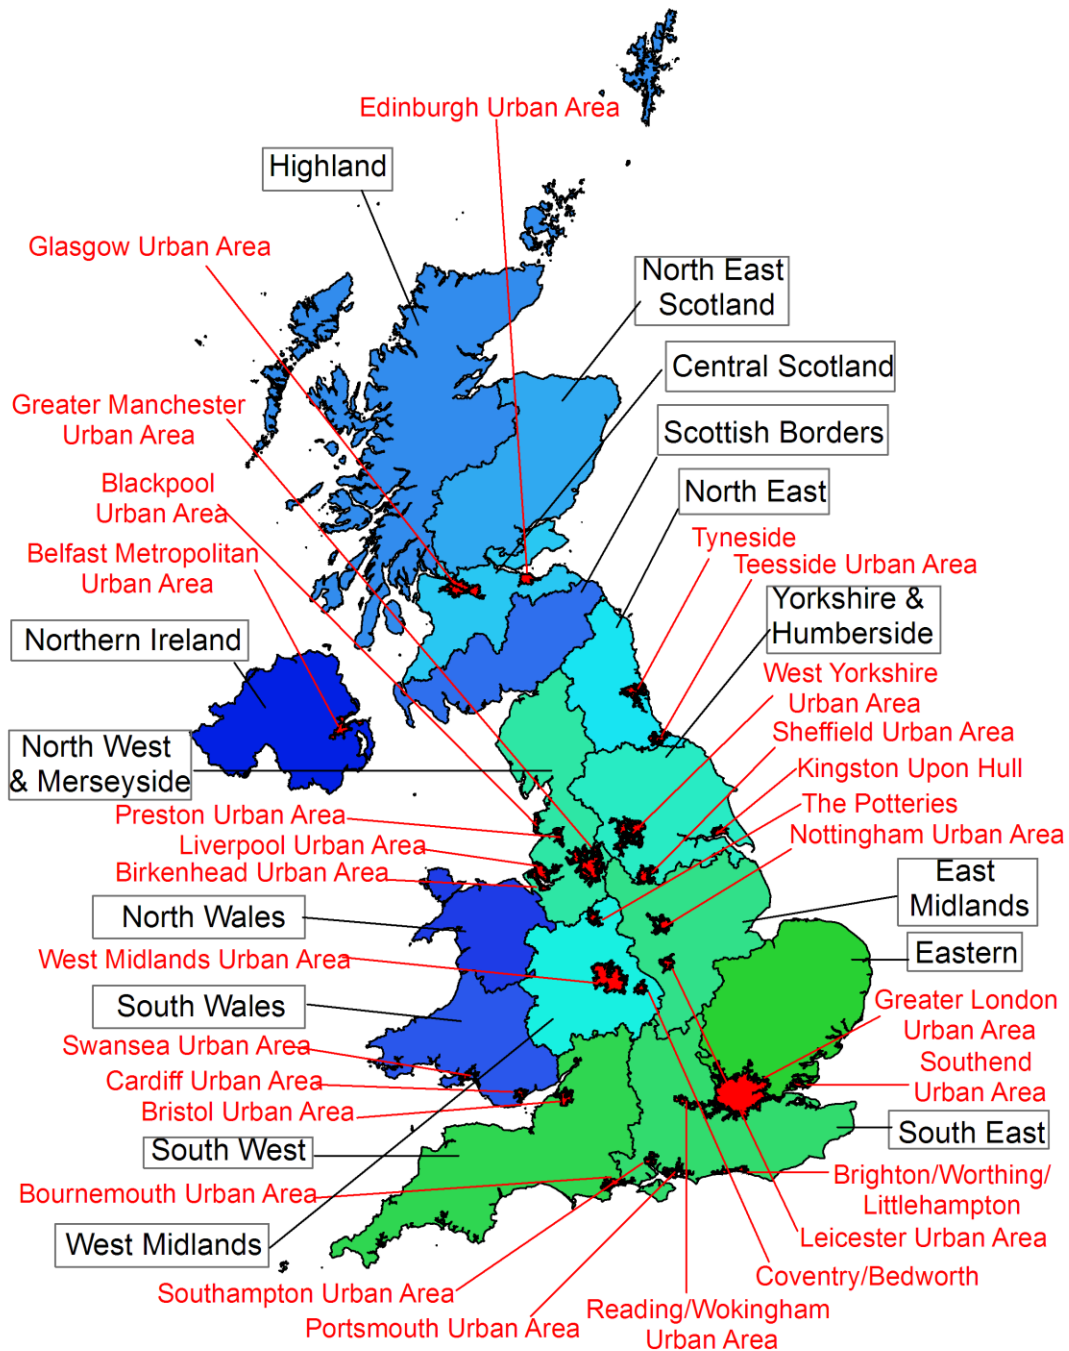 Edinburgh Urban Area
Highland
Glasgow Urban Area
North East
Scotland
Central Scotland
Greater Manchester
Urban Area
Scottish Borders
Blackpool
Urban Area
North East
Tyneside
Belfast Metropolitan
Urban Area
Teesside Urban Area
Yorkshire &
Humberside
Northern Ireland
West Yorkshire
Urban Area
Sheffield Urban Area
North West
& Merseyside
Kingston Upon Hull
The Potteries
Preston Urban Area
Nottingham Urban Area
Liverpool Urban Area
Birkenhead Urban Area
East
Midlands
North Wales
Eastern
West Midlands Urban Area
South Wales
Greater London
Urban Area
Swansea Urban Area
Southend
Urban Area
Cardiff Urban Area
Bristol Urban Area
South East
South West
Brighton/Worthing/
Littlehampton
Bournemouth Urban Area
Leicester Urban Area
West Midlands
Coventry/Bedworth
Southampton Urban Area
Reading/Wokingham
Urban Area
Portsmouth Urban Area